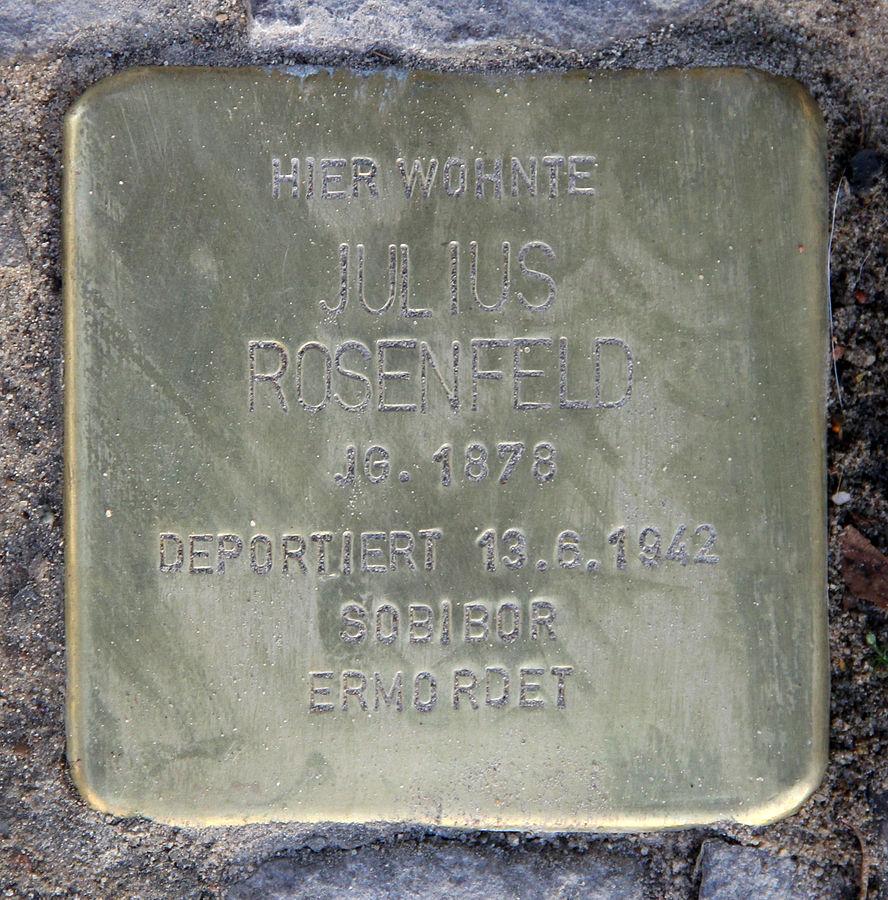 HIER WOHNTE
JULIUS
ROSENFELD
JG. 1878
DEPORTIERT 13.6.1942
SOBIBOR
ERMORDET